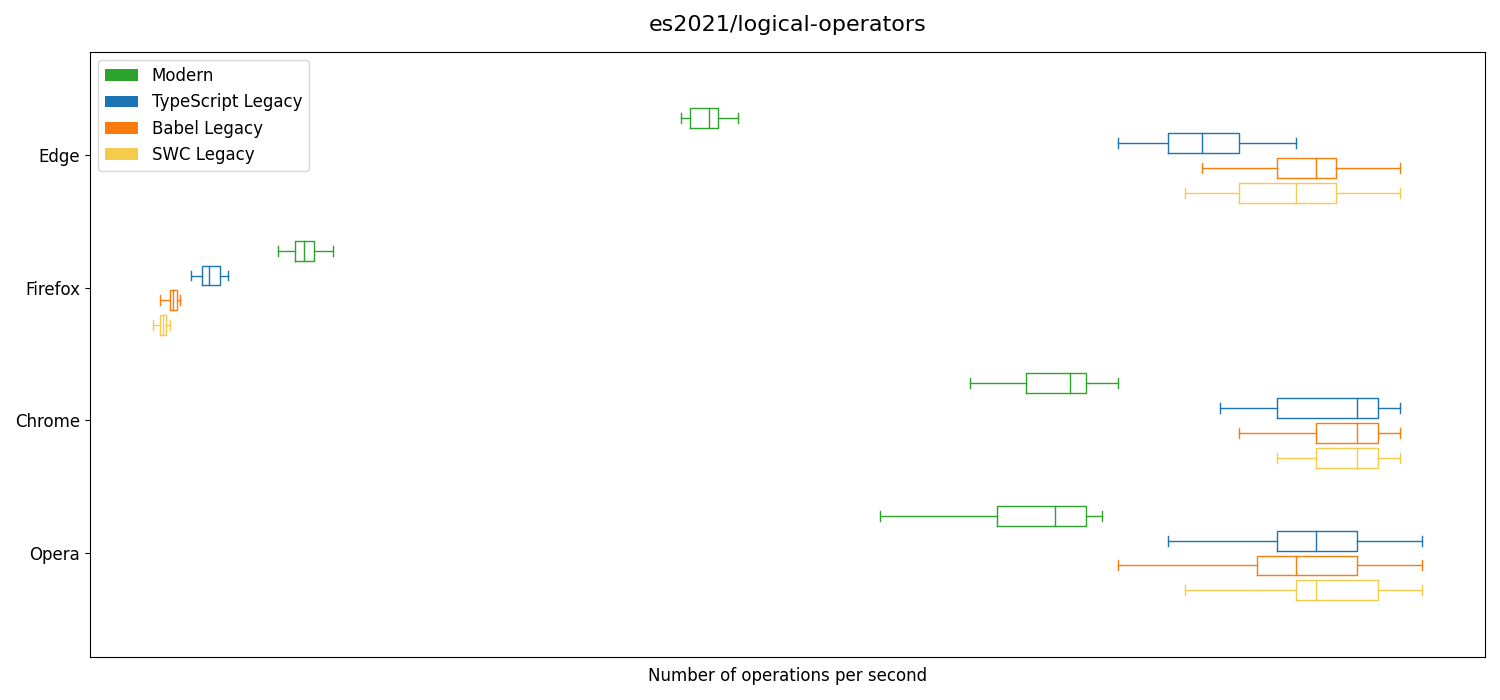 es2021/logical-operators
Modern
TypeScript Legacy
Babel Legacy
SWC Legacy
Edge
Firefox
Chrome
Opera
Number of operations per second